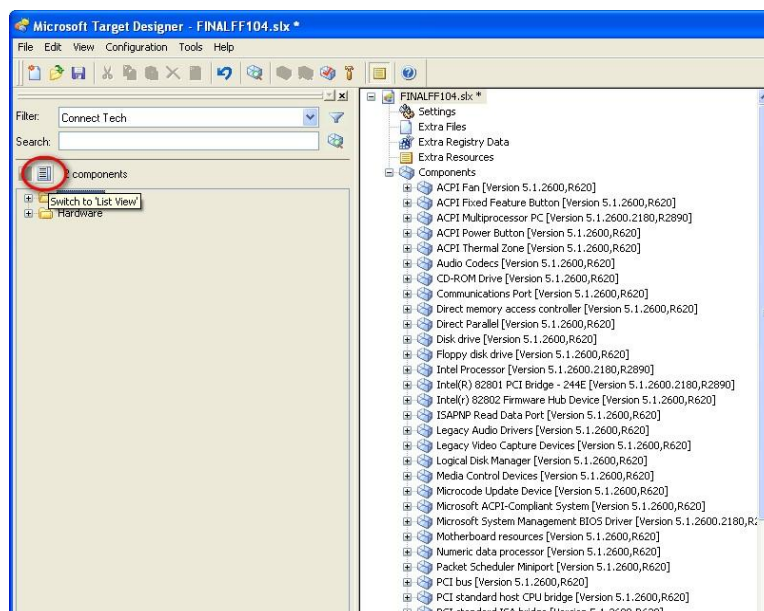 Microsoft Target Designer - FINALFF104.slx *
File Edit View Configuration Tools Help
Filter: Connect Tech
Search:
components
Switch to 'List View'
Hardware
FINALFF104.slx *
Settings
Extra Files
Extra Registry Data
Extra Resources
Components
ACPI Fan [Version 5.1.2600,R620]
ACPI Fixed Feature Button [Version 5.1.2600,R620]
ACPI Multiprocessor PC [Version 5.1.2600.2180,R2890]
ACPI Power Button [Version 5.1.2600,R620]
ACPI Thermal Zone [Version 5.1.2600,R620]
Audio Codecs [Version 5.1.2600,R620]
CD-ROM Drive [Version 5.1.2600,R620]
Communications Port [Version 5.1.2600,R620]
Direct memory access controller [Version 5.1.2600,R620]
Direct Parallel [Version 5.1.2600,R620]
Disk drive [Version 5.1.2600,R620]
Floppy disk drive [Version 5.1.2600,R620]
Intel Processor [Version 5.1.2600.2180,R2890]
Intel(R) 82801 PCI Bridge - 244E [Version 5.1.2600.2180,R2890]
Intel(r) 82802 Firmware Hub Device [Version 5.1.2600,R620]
ISAPNP Read Data Port [Version 5.1.2600,R620]
Legacy Audio Drivers [Version 5.1.2600,R620]
Legacy Video Capture Devices [Version 5.1.2600,R620]
Logical Disk Manager [Version 5.1.2600,R620]
Media Control Devices [Version 5.1.2600,R620]
Microcode Update Device [Version 5.1.2600,R620]
Microsoft ACPI-Compliant System [Version 5.1.2600,R620]
Microsoft System Management BIOS Driver [Version 5.1.2600.2180,R2
Motherboard resources [Version 5.1.2600,R620]
Numeric data processor [Version 5.1.2600,R620]
Packet Scheduler Miniport [Version 5.1.2600,R620]
PCI bus [Version 5.1.2600,R620]
PCI standard host CPU bridge [Version 5.1.2600,R620]